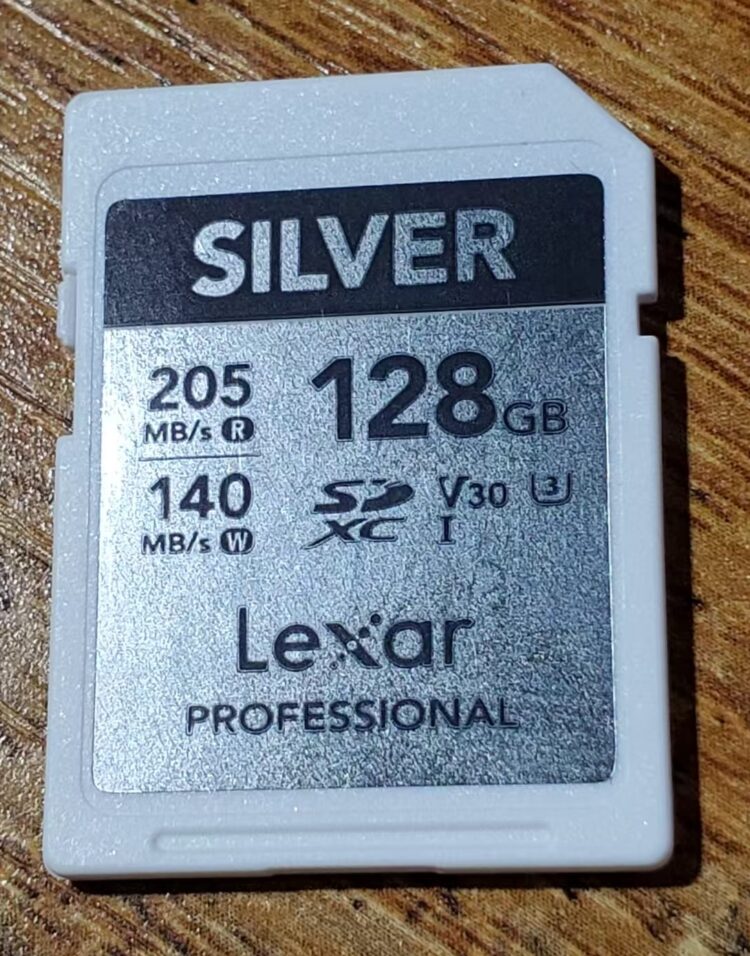 SILVER
205
MB/s R
140
MB/s W
128GB
SD XC I
V30 U3
Lexar
PROFESSIONAL